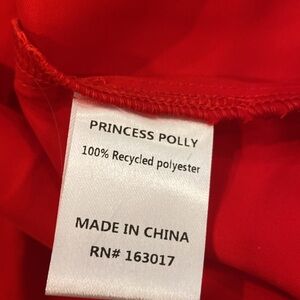 PRINCESS POLLY
100% Recycled polyester
MADE IN CHINA
RN# 163017